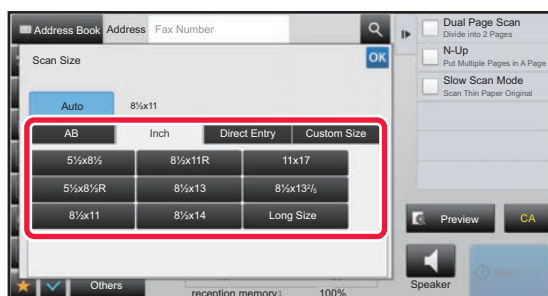 Address Book Address Fax Number
Scan Size
OK
Auto 8½x11
AB Inch Direct Entry Custom Size
5½x8½ 8½x11R 11x17
5½x8½R 8½x13 8½x13²/₅
8½x11 8½x14 Long Size
Others
reception memory: 100%
Dual Page Scan
Divide into 2 Pages
N-Up
Put Multiple Pages in A Page
Slow Scan Mode
Scan Thin Paper Original
Preview CA
Speaker Start